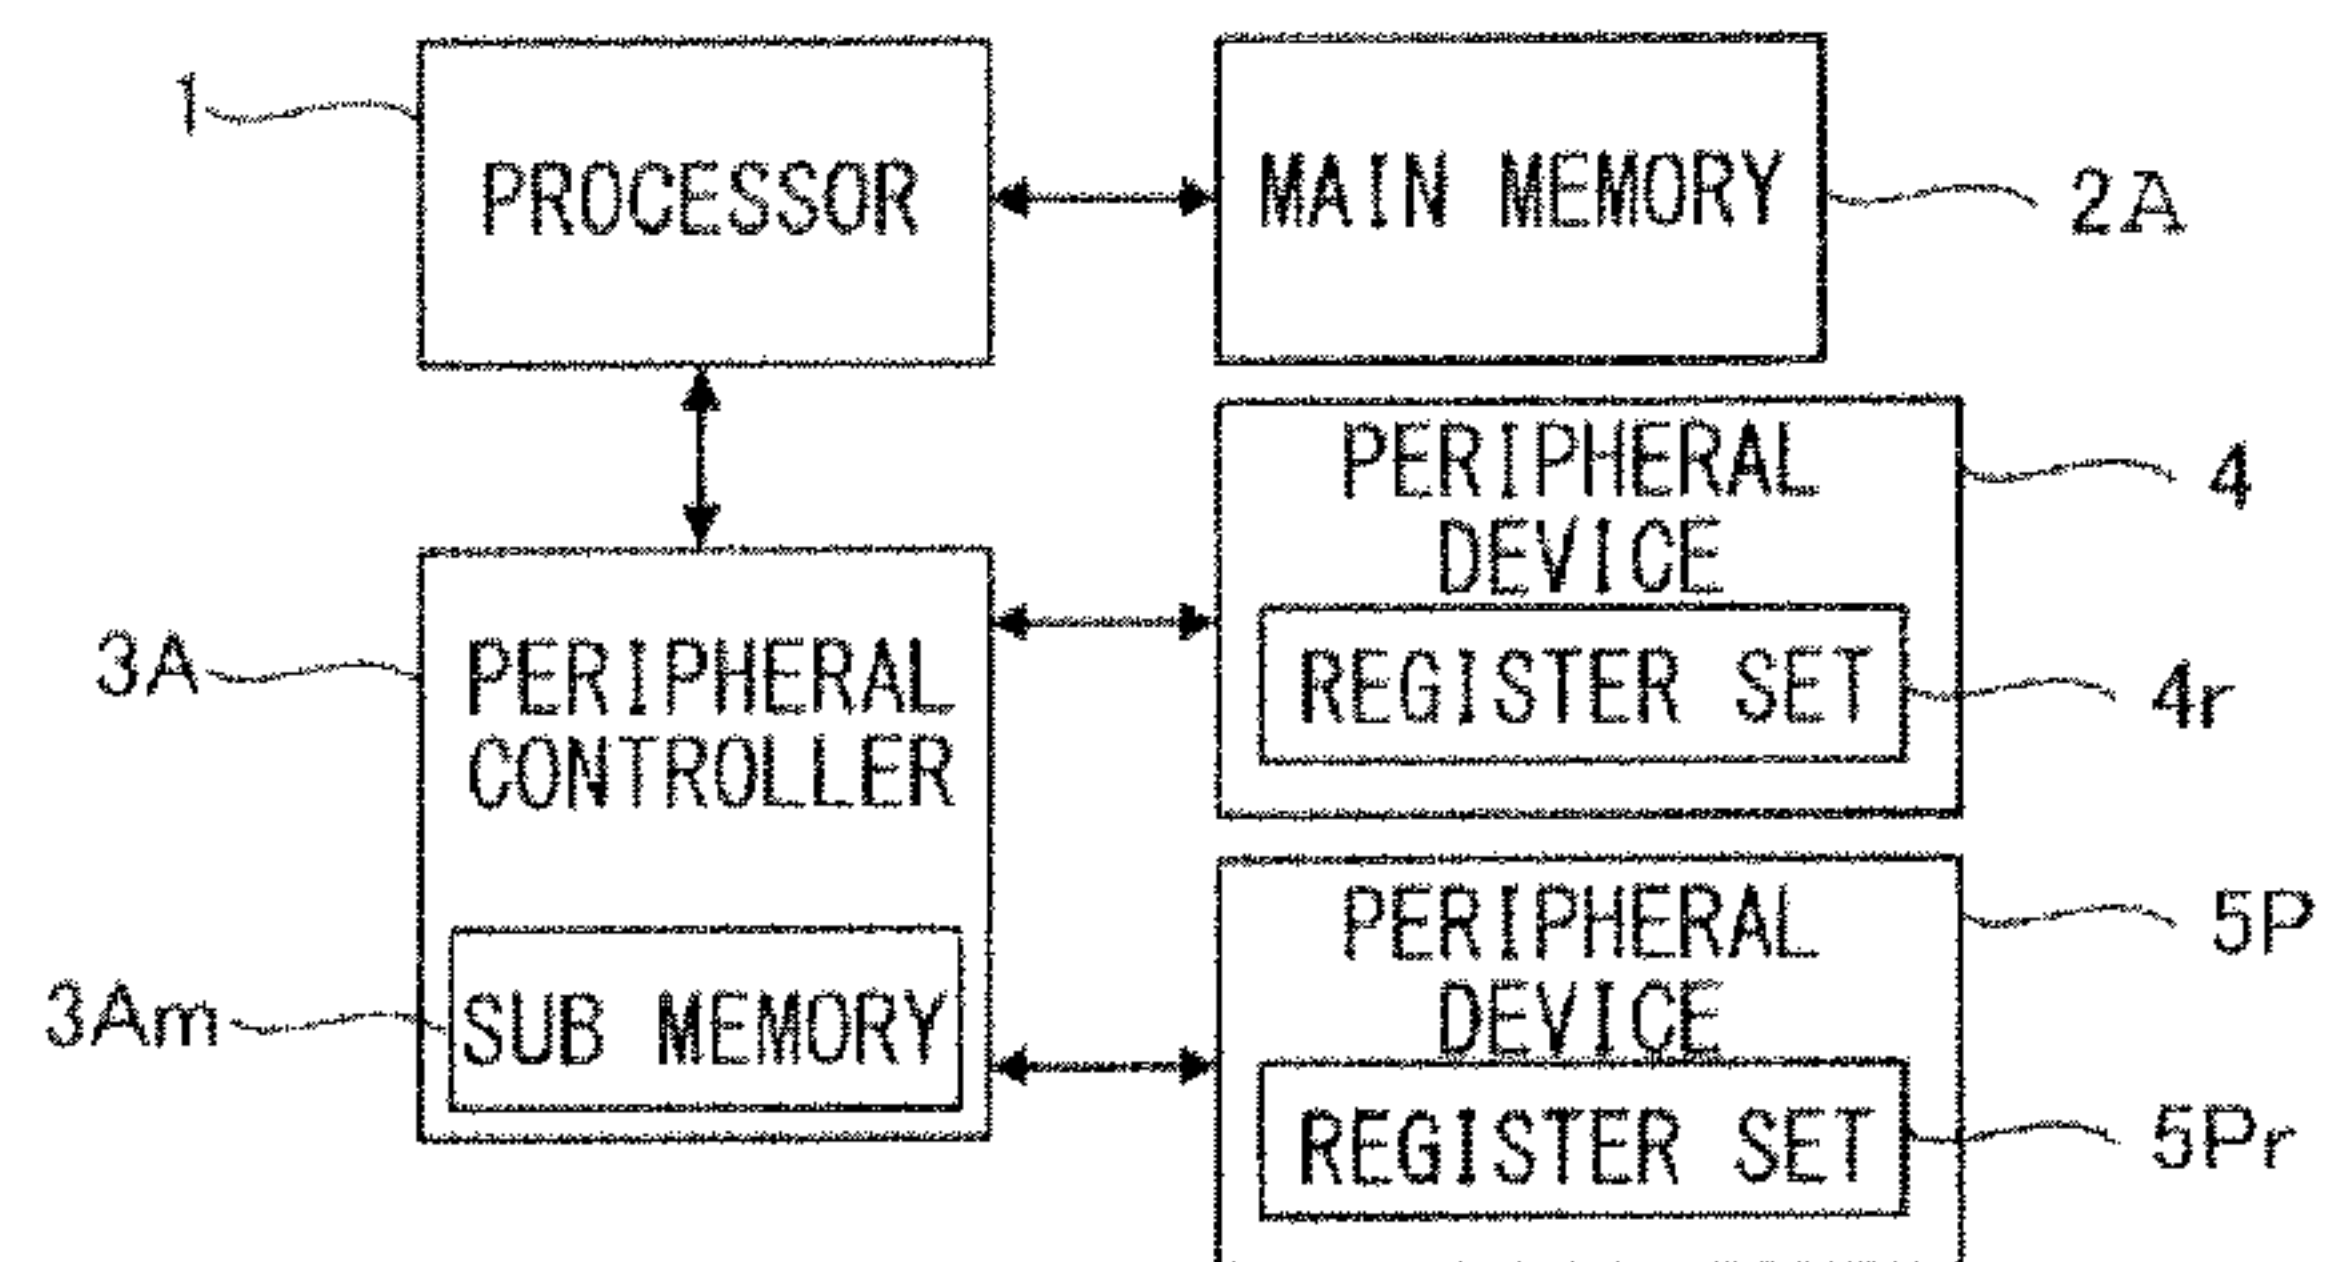 1
PROCESSOR
MAIN MEMORY
2A
PERIPHERAL
DEVICE
4
REGISTER SET
4r
3A
PERIPHERAL
CONTROLLER
3Am
SUB MEMORY
PERIPHERAL
DEVICE
5P
REGISTER SET
5Pr